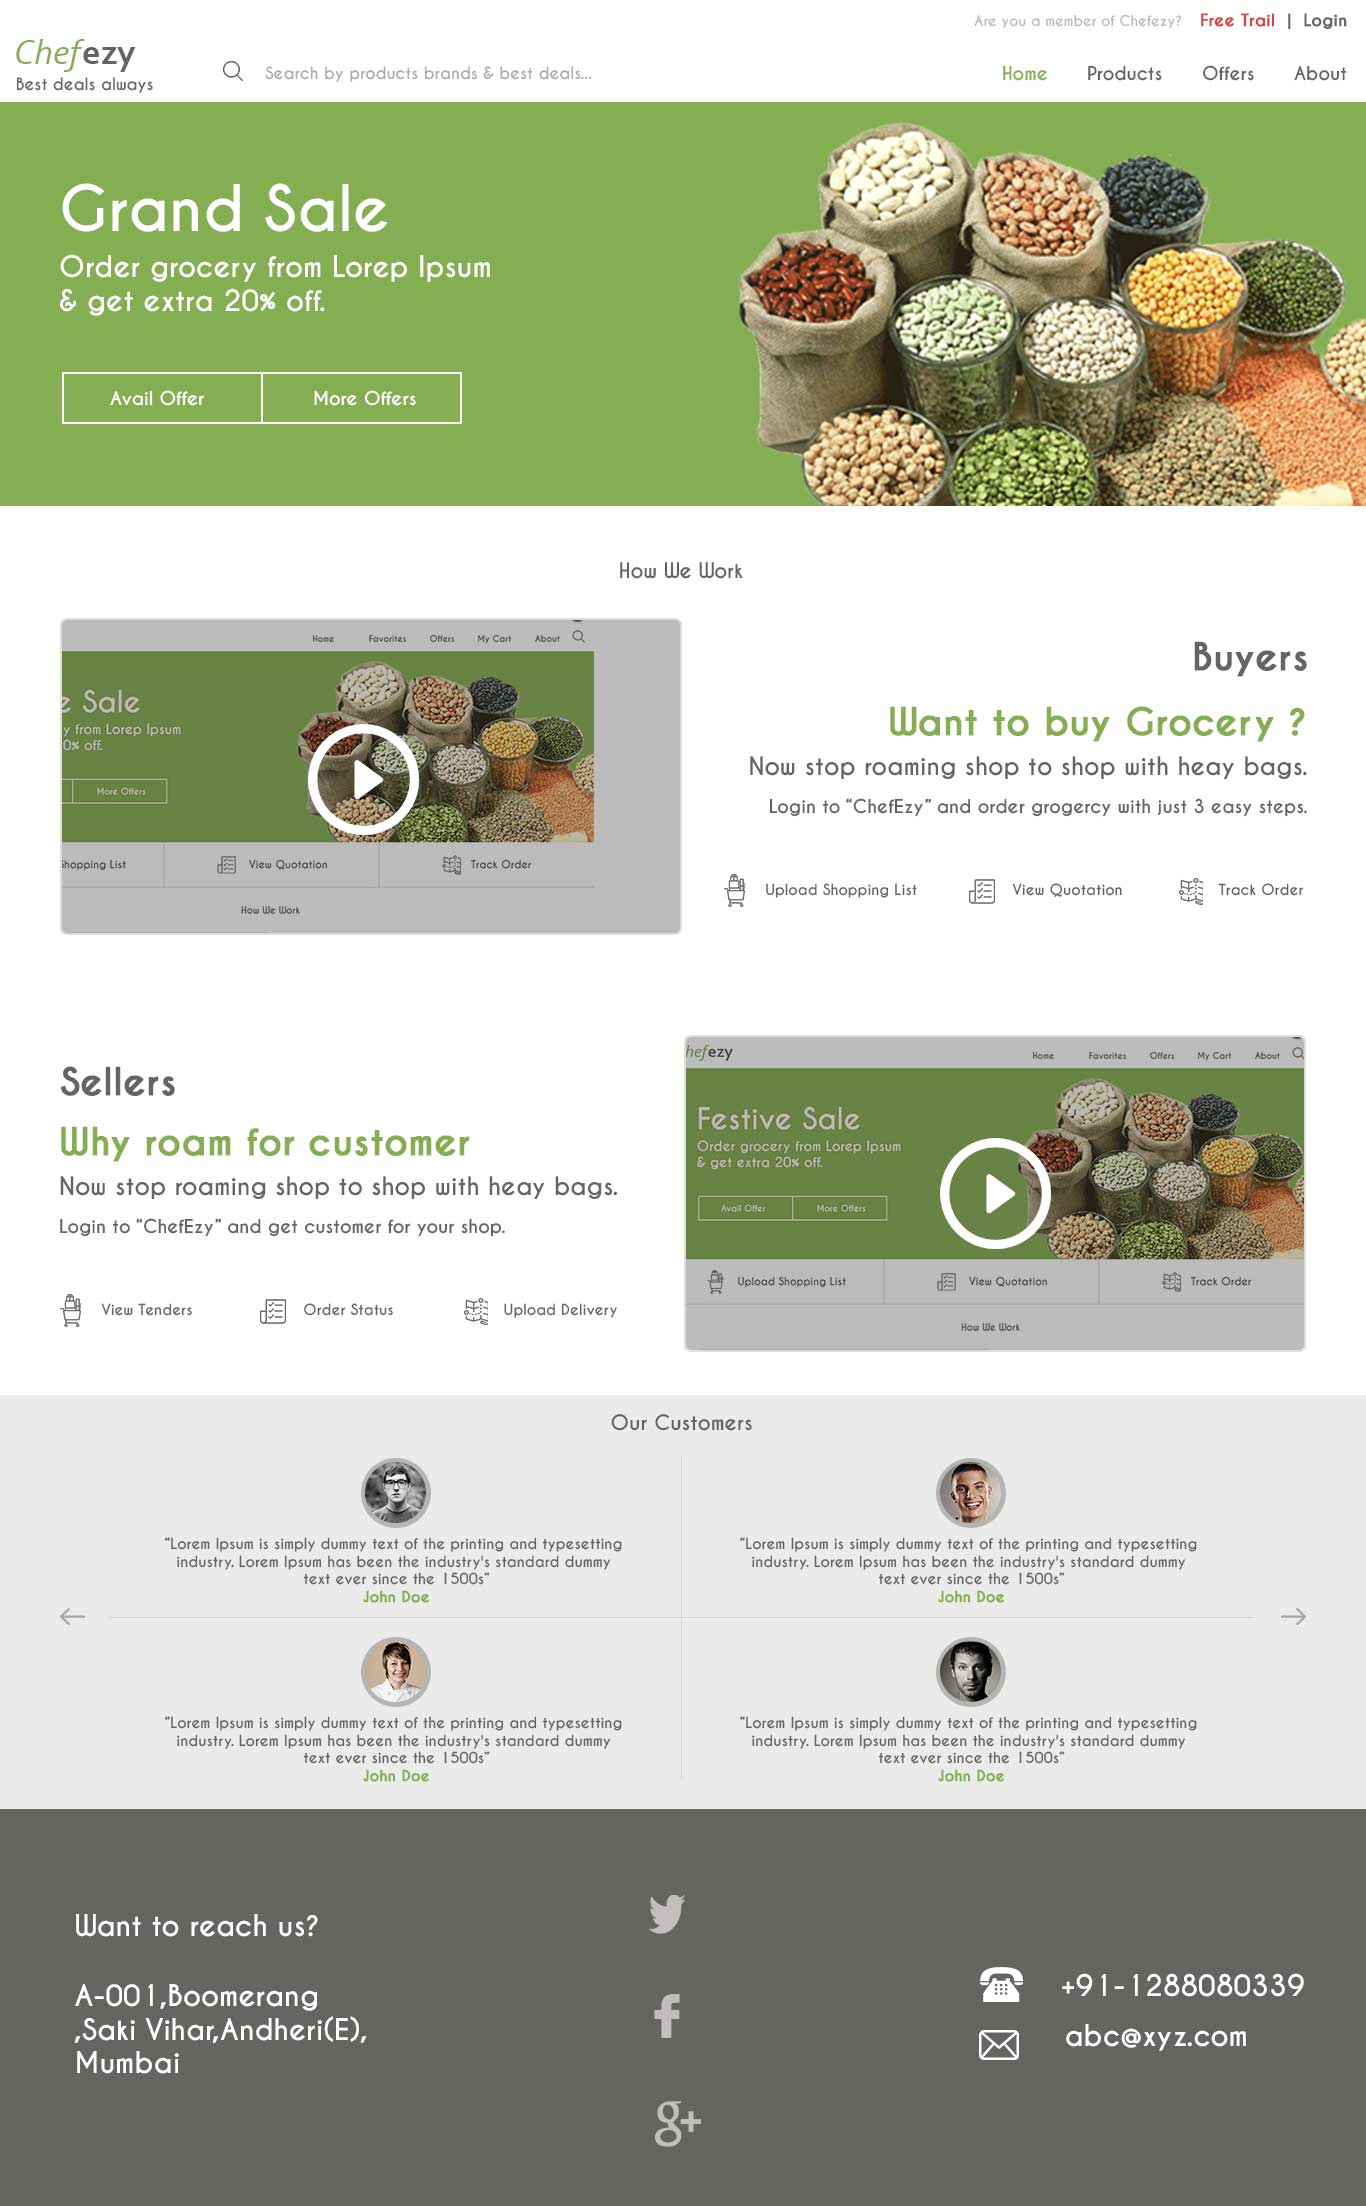 Are you a member of Chefezy? Free Trail | Login
Chefezy
Best deals always
Search by products brands & best deals...
Home Products Offers About
Grand Sale
Order grocery from Lorep Ipsum
& get extra 20% off.
Avail Offer More Offers
How We Work
Home Favorites Offers My Cart About
e Sale
y from Lorep Ipsum
0% off.
More Offers
Shopping List View Quotation Track Order
How We Work
Buyers
Want to buy Grocery ?
Now stop roaming shop to shop with heay bags.
Login to “ChefEzy” and order grogercy with just 3 easy steps.
Upload Shopping List View Quotation Track Order
Sellers
Why roam for customer
Now stop roaming shop to shop with heay bags.
Login to “ChefEzy” and get customer for your shop.
View Tenders Order Status Upload Delivery
hefezy
Home Favorites Offers My Cart About
Festive Sale
Order grocery from Lorep Ipsum
& get extra 20% off.
Avail Offer More Offers
Upload Shopping List View Quotation Track Order
How We Work
Our Customers
“Lorem Ipsum is simply dummy text of the printing and typesetting
industry. Lorem Ipsum has been the industry's standard dummy
text ever since the 1500s”
John Doe
“Lorem Ipsum is simply dummy text of the printing and typesetting
industry. Lorem Ipsum has been the industry's standard dummy
text ever since the 1500s”
John Doe
“Lorem Ipsum is simply dummy text of the printing and typesetting
industry. Lorem Ipsum has been the industry's standard dummy
text ever since the 1500s”
John Doe
“Lorem Ipsum is simply dummy text of the printing and typesetting
industry. Lorem Ipsum has been the industry's standard dummy
text ever since the 1500s”
John Doe
Want to reach us?
A-001,Boomerang
,Saki Vihar,Andheri(E),
Mumbai
g+
+91-1288080339
abc@xyz.com